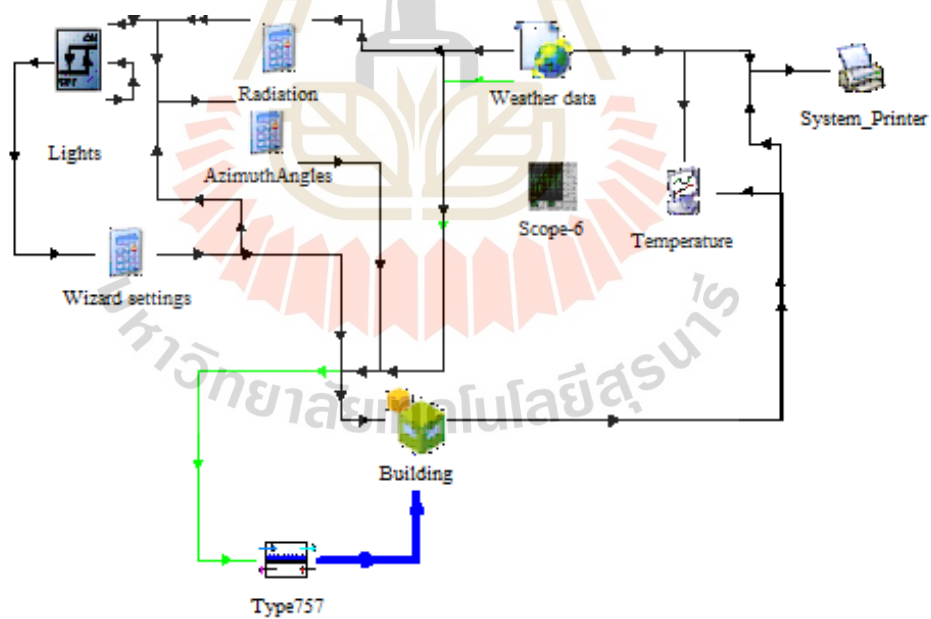 Radiation
Weather data
System_Printer
Lights
AzimuthAngles
Scope-6
Temperature
Wizard settings
Building
Type757